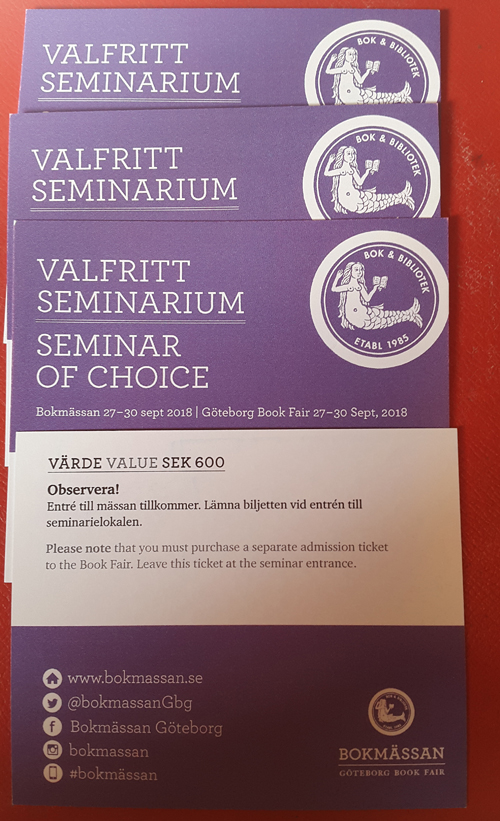 VALFRITT
SEMINARIUM
BOK & BIBLIOTEK
VALFRITT
SEMINARIUM
BOK & BIBLIOTEK
VALFRITT
SEMINARIUM
SEMINAR
OF CHOICE
BOK & BIBLIOTEK
ETABL 1985
Bokmässan 27–30 sept 2018 | Göteborg Book Fair 27–30 Sept, 2018
VÄRDE VALUE SEK 600
Observera!
Entré till mässan tillkommer. Lämna biljetten vid entrén till
seminarielokalen.
Please note that you must purchase a separate admission ticket
to the Book Fair. Leave this ticket at the seminar entrance.
www.bokmassan.se
@bokmassanGbg
Bokmässan Göteborg
bokmassan
#bokmässan
BOKMÄSSAN
GÖTEBORG BOOK FAIR